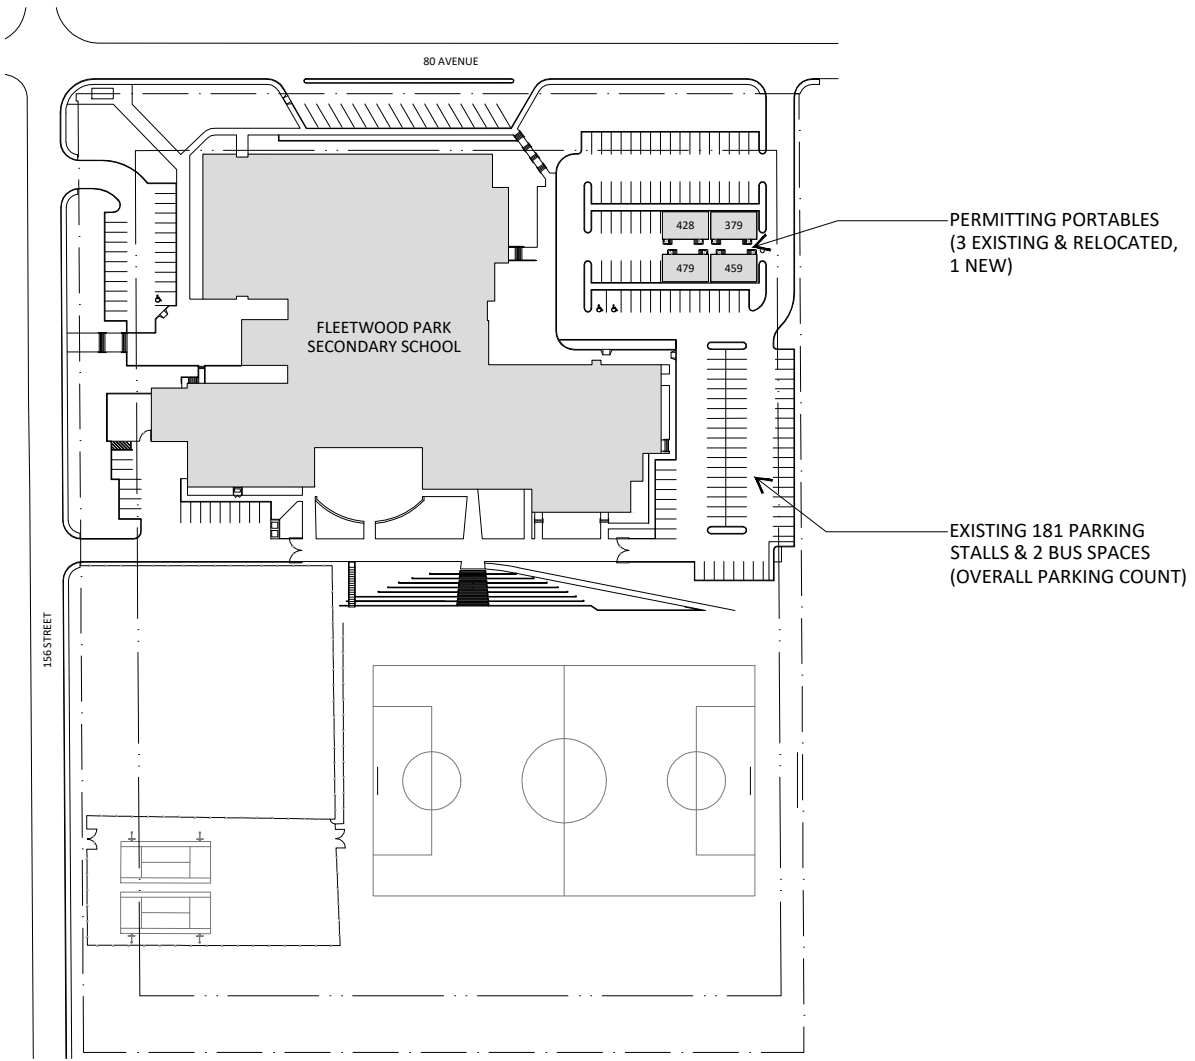 80 AVENUE
428
379
PERMITTING PORTABLES
(3 EXISTING & RELOCATED,
1 NEW)
479
459
FLEETWOOD PARK
SECONDARY SCHOOL
EXISTING 181 PARKING
STALLS & 2 BUS SPACES
(OVERALL PARKING COUNT)
156 STREET